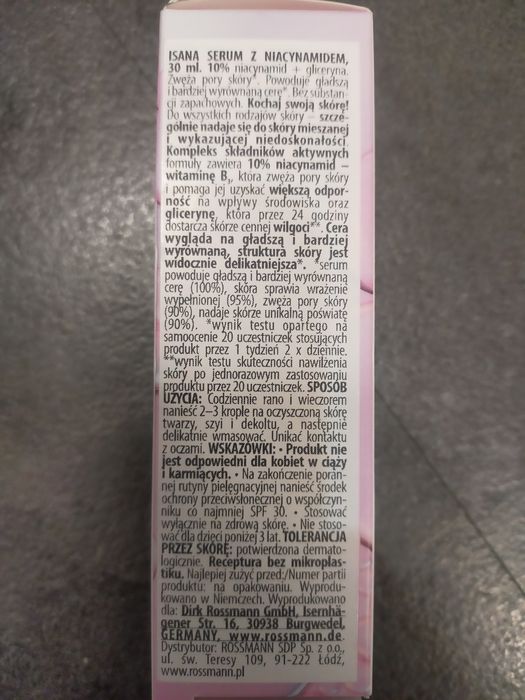 ISANA SERUM Z NIACYNAMIDEM,
30 ml. 10% niacynamid + gliceryna.
Zwęża pory skóry*. Powoduje gładszą
i bardziej wyrównaną cerę*. Bez substan-
cji zapachowych. Kochaj swoją skórę!
Do wszystkich rodzajów skóry – szcze-
gólnie nadaje się do skóry mieszanej
i wykazującej niedoskonałości.
Kompleks składników aktywnych
formuły zawiera 10% niacynamid –
witaminę B₃, która zwęża pory skóry
i pomaga jej uzyskać większą odpor-
ność na wpływy środowiska oraz
glicerynę, która przez 24 godziny
dostarcza skórze cennej wilgoci**. Cera
wygląda na gładszą i bardziej
wyrównaną, struktura skóry jest
widocznie delikatniejsza*. *serum
powoduje gładszą i bardziej wyrównaną
cerę (100%), skóra sprawia wrażenie
wypełnionej (95%), zwęża pory skóry
(90%), nadaje skórze unikalną poświatę
(90%). *wynik testu opartego na
samoocenie 20 uczestniczek stosujących
produkt przez 1 tydzień 2 x dziennie.
**wynik testu skuteczności nawilżenia
skóry po jednorazowym zastosowaniu
produktu przez 20 uczestniczek. SPOSÓB
UŻYCIA: Codziennie rano i wieczorem
nanieść 2–3 krople na oczyszczoną skórę
twarzy, szyi i dekoltu, a następnie
delikatnie wmasować. Unikać kontaktu
z oczami. WSKAZÓWKI: • Produkt nie
jest odpowiedni dla kobiet w ciąży
i karmiących. • Na zakończenie poran-
nej rutyny pielęgnacyjnej nanieść środek
ochrony przeciwsłonecznej o współczyn-
niku co najmniej SPF 30. • Stosować
wyłącznie na zdrową skórę. • Nie stoso-
wać dla dzieci poniżej 3 lat. TOLERANCJA
PRZEZ SKÓRĘ: potwierdzona dermato-
logicznie. Receptura bez mikroplas-
tiku. Najlepiej zużyć przed:/Numer partii
produktu: na opakowaniu. Wyprodu-
kowano w Niemczech. Wyprodukowano
dla: Dirk Rossmann GmbH, Isernhä-
gener Str. 16, 30938 Burgwedel,
GERMANY, www.rossmann.de.
Dystrybutor: ROSSMANN SDP Sp. z o.o.,
ul. św. Teresy 109, 91-222 Łódź,
www.rossmann.pl